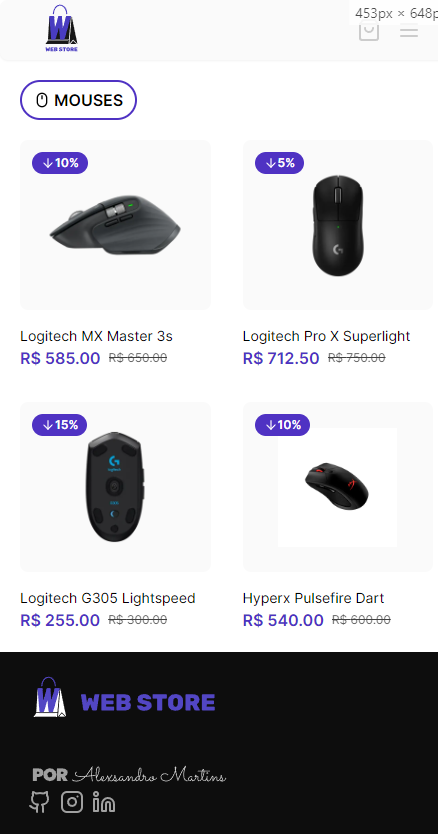 453px × 648p
WEB STORE
MOUSES
↓10%
↓5%
Logitech MX Master 3s
R$ 585.00 R$ 650.00
Logitech Pro X Superlight
R$ 712.50 R$ 750.00
↓15%
↓10%
Logitech G305 Lightspeed
R$ 255.00 R$ 300.00
Hyperx Pulsefire Dart
R$ 540.00 R$ 600.00
WEB STORE
POR Alexsandro Martins